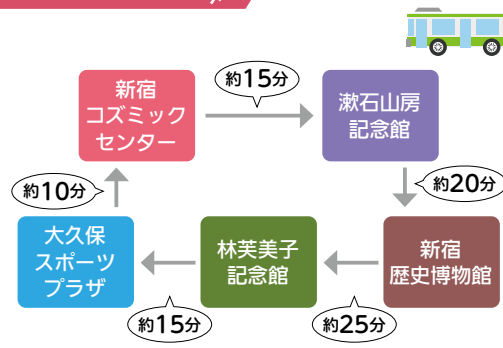 新宿
コズミック
センター
約15分
漱石山房
記念館
約20分
新宿
歴史博物館
約25分
林芙美子
記念館
約15分
大久保
スポーツ
プラザ
約10分